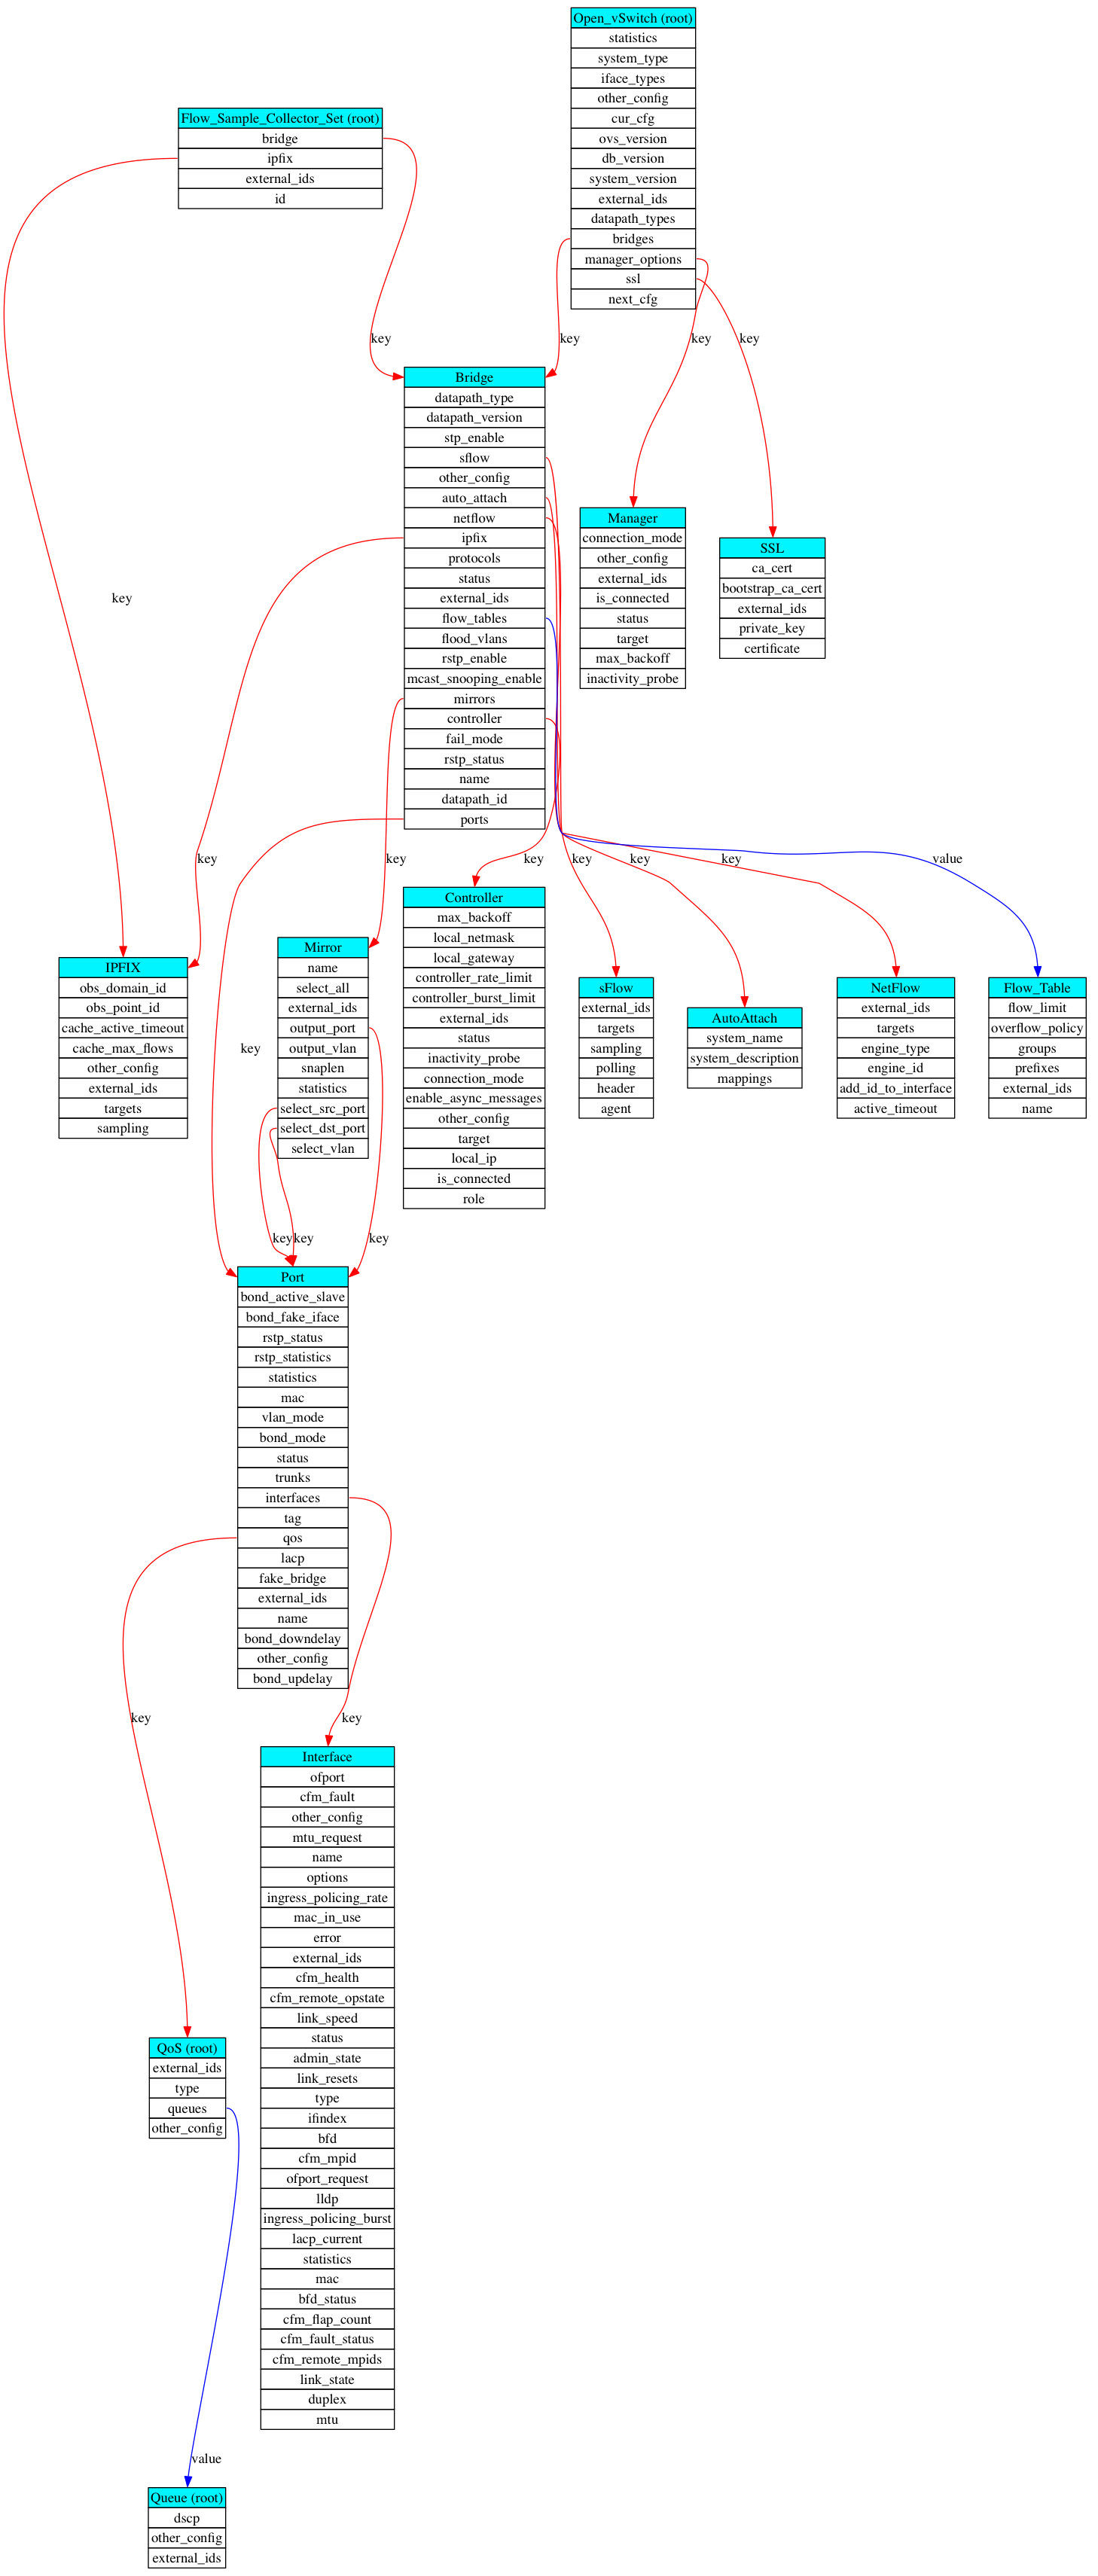 Open_vSwitch (root)
statistics
system_type
iface_types
other_config
cur_cfg
ovs_version
db_version
system_version
external_ids
datapath_types
bridges
manager_options
ssl
next_cfg
Flow_Sample_Collector_Set (root)
bridge
ipfix
external_ids
id
key
key
key
key
Bridge
datapath_type
datapath_version
stp_enable
sflow
other_config
auto_attach
netflow
ipfix
protocols
status
external_ids
flow_tables
flood_vlans
rstp_enable
mcast_snooping_enable
mirrors
controller
fail_mode
rstp_status
name
datapath_id
ports
Manager
connection_mode
other_config
external_ids
is_connected
status
target
max_backoff
inactivity_probe
SSL
ca_cert
bootstrap_ca_cert
external_ids
private_key
certificate
key
key
key
key
key
key
key
value
Controller
max_backoff
local_netmask
local_gateway
controller_rate_limit
controller_burst_limit
external_ids
status
inactivity_probe
connection_mode
enable_async_messages
other_config
target
local_ip
is_connected
role
Mirror
name
select_all
external_ids
output_port
output_vlan
snaplen
statistics
select_src_port
select_dst_port
select_vlan
IPFIX
obs_domain_id
obs_point_id
cache_active_timeout
cache_max_flows
other_config
external_ids
targets
sampling
key
sFlow
external_ids
targets
sampling
polling
header
agent
AutoAttach
system_name
system_description
mappings
NetFlow
external_ids
targets
engine_type
engine_id
add_id_to_interface
active_timeout
Flow_Table
flow_limit
overflow_policy
groups
prefixes
external_ids
name
key
key
key
Port
bond_active_slave
bond_fake_iface
rstp_status
rstp_statistics
statistics
mac
vlan_mode
bond_mode
status
trunks
interfaces
tag
qos
lacp
fake_bridge
external_ids
name
bond_downdelay
other_config
bond_updelay
key
key
Interface
ofport
cfm_fault
other_config
mtu_request
name
options
ingress_policing_rate
mac_in_use
error
external_ids
cfm_health
cfm_remote_opstate
link_speed
status
admin_state
link_resets
type
ifindex
bfd
cfm_mpid
ofport_request
lldp
ingress_policing_burst
lacp_current
statistics
mac
bfd_status
cfm_flap_count
cfm_fault_status
cfm_remote_mpids
link_state
duplex
mtu
QoS (root)
external_ids
type
queues
other_config
value
Queue (root)
dscp
other_config
external_ids